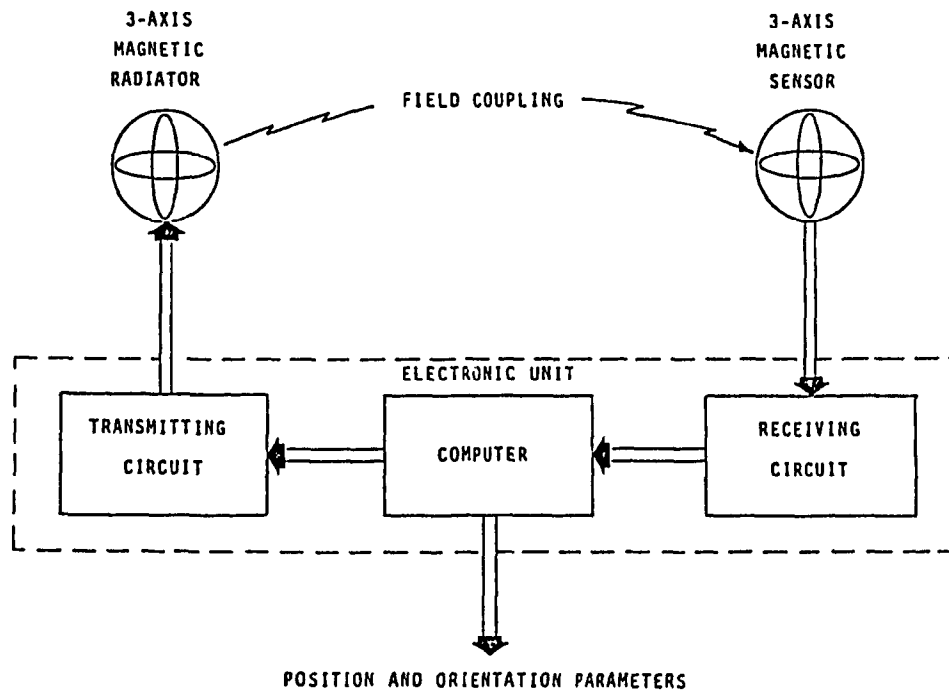 3-AXIS
MAGNETIC
RADIATOR
3-AXIS
MAGNETIC
SENSOR
FIELD COUPLING
ELECTRONIC UNIT
TRANSMITTING
CIRCUIT
COMPUTER
RECEIVING
CIRCUIT
POSITION AND ORIENTATION PARAMETERS